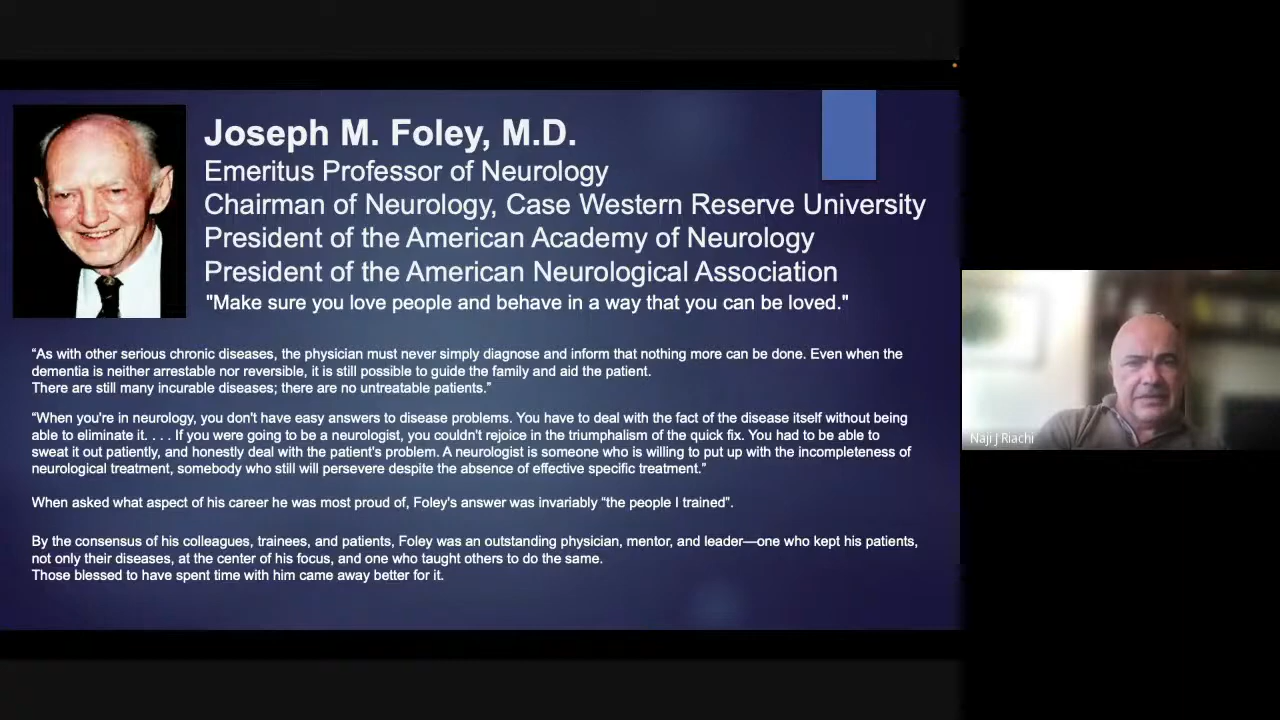 Joseph M. Foley, M.D.
Emeritus Professor of Neurology
Chairman of Neurology, Case Western Reserve University
President of the American Academy of Neurology
President of the American Neurological Association
"Make sure you love people and behave in a way that you can be loved."
“As with other serious chronic diseases, the physician must never simply diagnose and inform that nothing more can be done. Even when the
dementia is neither arrestable nor reversible, it is still possible to guide the family and aid the patient.
There are still many incurable diseases; there are no untreatable patients.”
“When you're in neurology, you don't have easy answers to disease problems. You have to deal with the fact of the disease itself without being
able to eliminate it. . . . If you were going to be a neurologist, you couldn't rejoice in the triumphalism of the quick fix. You had to be able to
sweat it out patiently, and honestly deal with the patient's problem. A neurologist is someone who is willing to put up with the incompleteness of
neurological treatment, somebody who still will persevere despite the absence of effective specific treatment.”
When asked what aspect of his career he was most proud of, Foley's answer was invariably “the people I trained”.
By the consensus of his colleagues, trainees, and patients, Foley was an outstanding physician, mentor, and leader—one who kept his patients,
not only their diseases, at the center of his focus, and one who taught others to do the same.
Those blessed to have spent time with him came away better for it.
Naji J Riachi